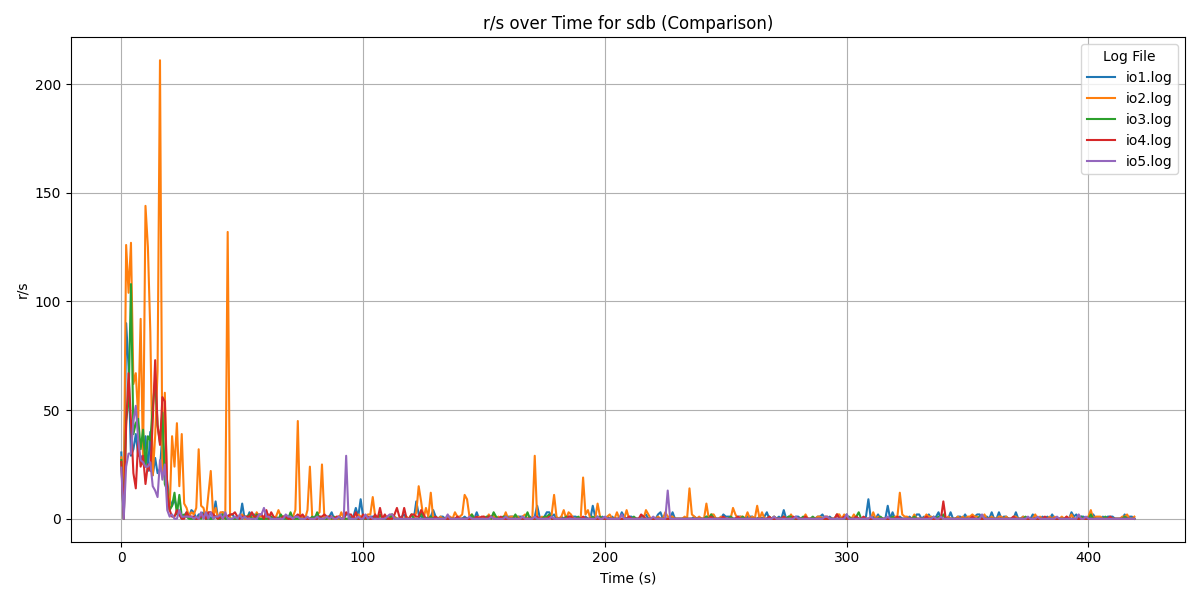 r/s over Time for sdb (Comparison)
Log File
io1.log
io2.log
io3.log
io4.log
io5.log
r/s
200
150
100
50
0
0
100
200
300
400
Time (s)